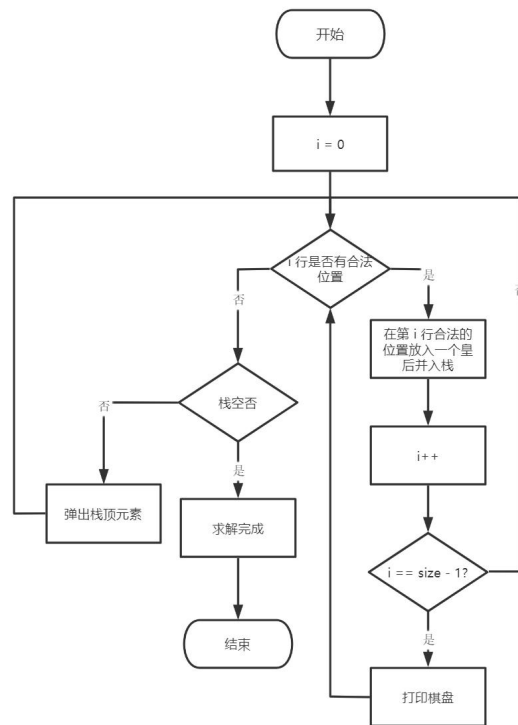 开始
i = 0
i 行是否有合法
位置
是
否
在第 i 行合法的
位置放入一个皇
后并入栈
栈空否
否
i++
弹出栈顶元素
是
求解完成
i == size - 1?
是
结束
打印棋盘